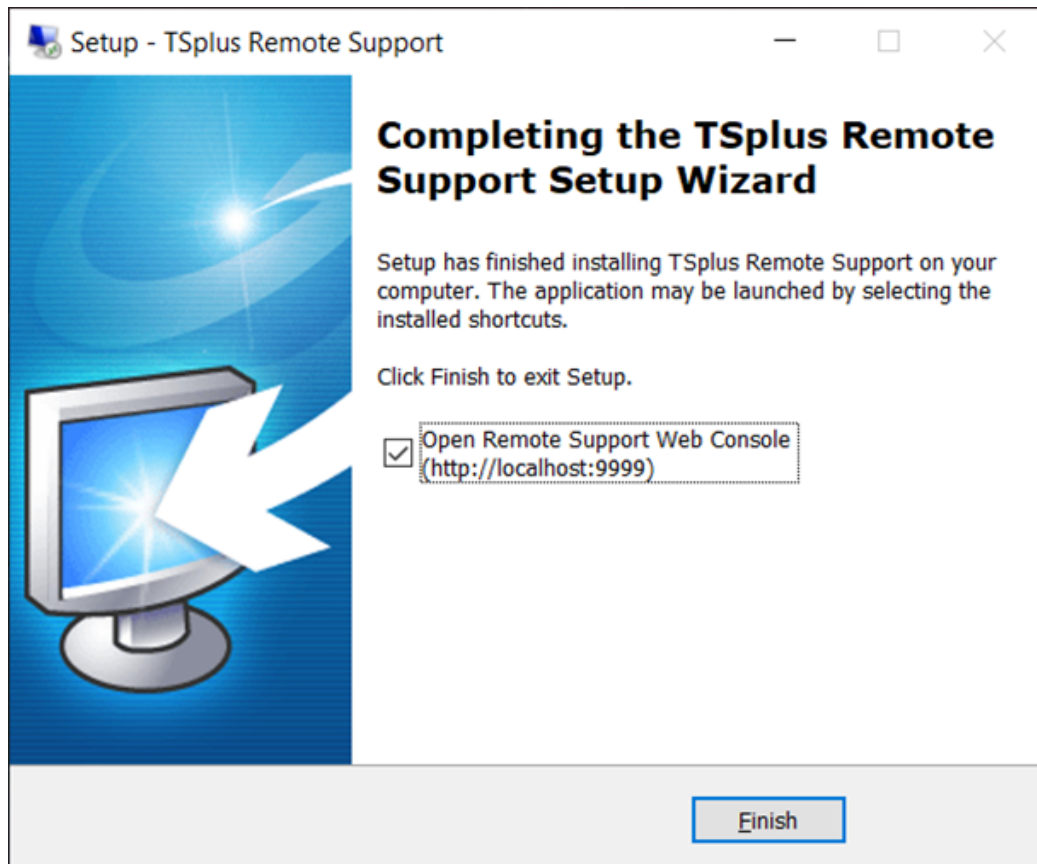 Setup - TSplus Remote Support
Completing the TSplus Remote
Support Setup Wizard
Setup has finished installing TSplus Remote Support on your
computer. The application may be launched by selecting the
installed shortcuts.
Click Finish to exit Setup.
Open Remote Support Web Console
(http://localhost:9999)
Finish